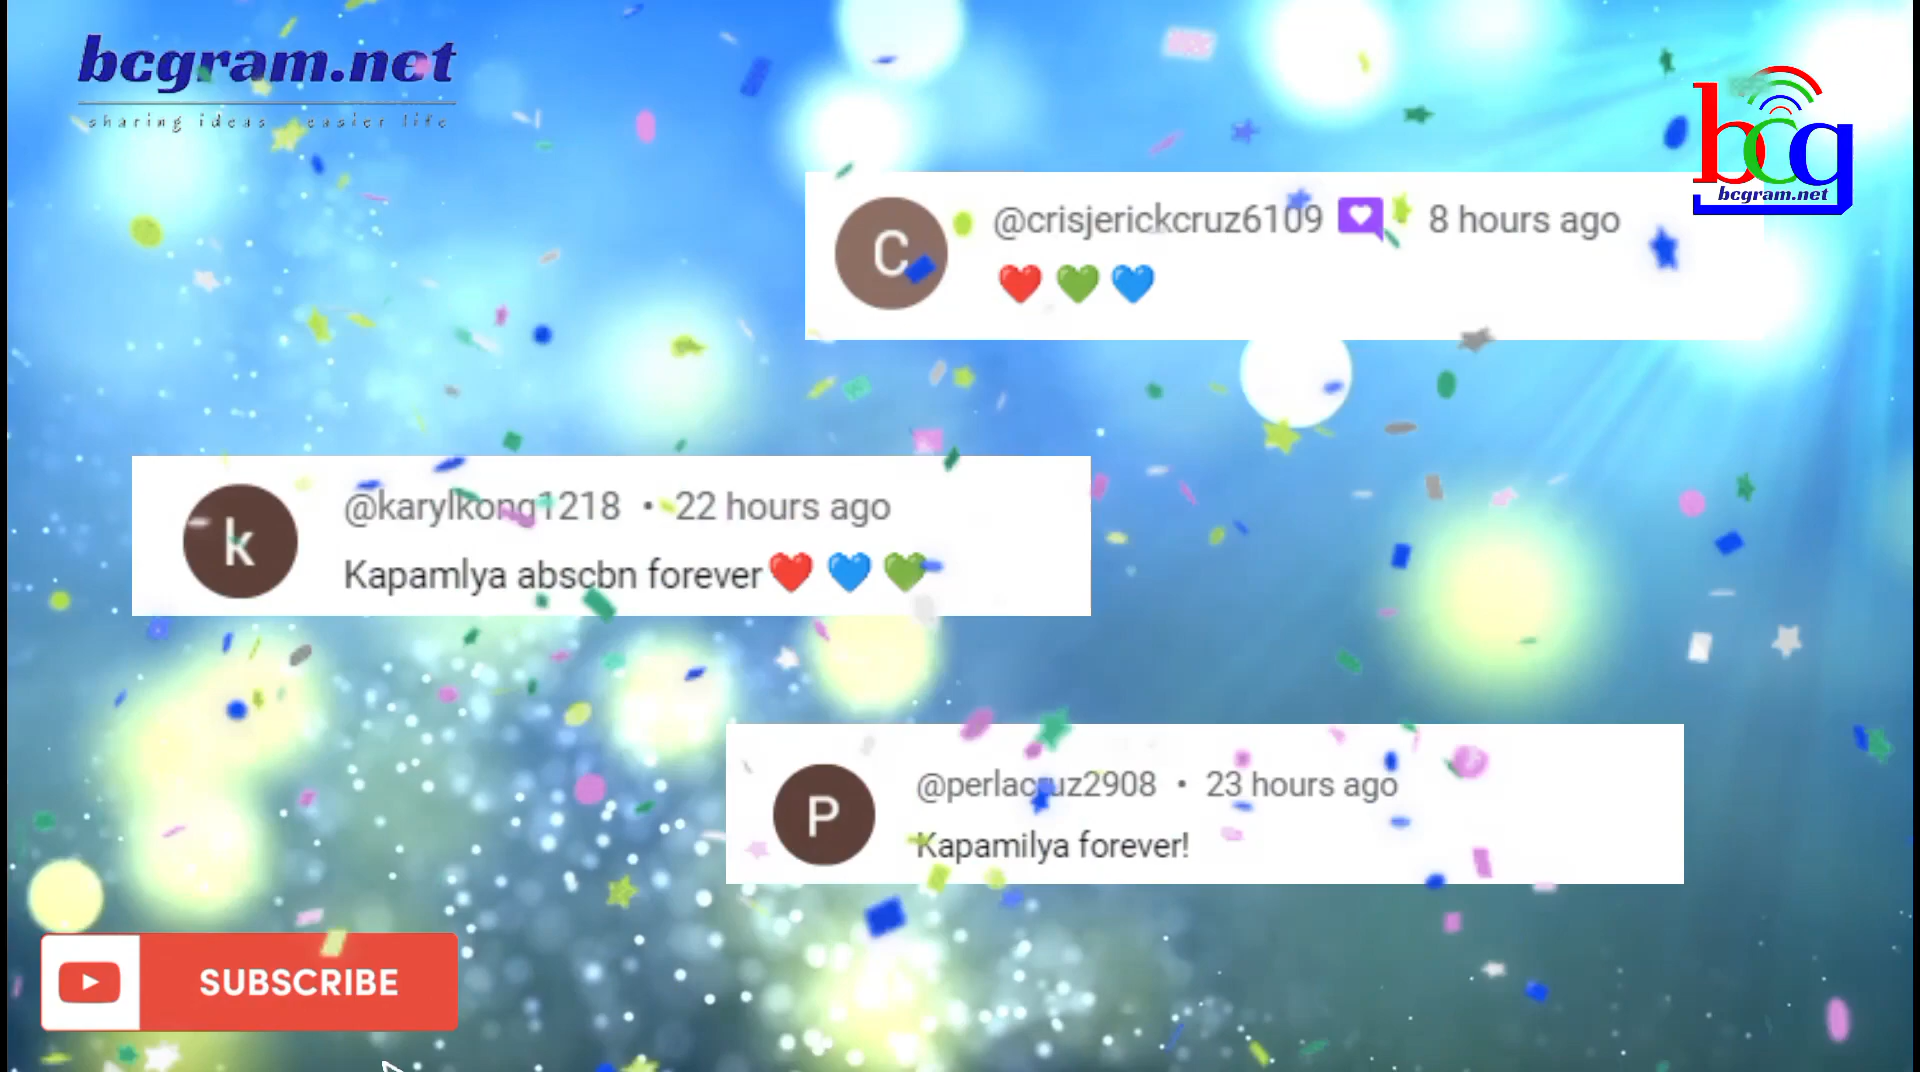 bcgram.net
sharing ideas easier life
bcg
bcgram.net
@crisjerickcruz6109 8 hours ago
❤️ 💚 💙
C
@karylkong1218 • 22 hours ago
k
Kapamlya abscbn forever❤️ 💙 💚
@perlacruz2908 • 23 hours ago
P
Kapamilya forever!
SUBSCRIBE